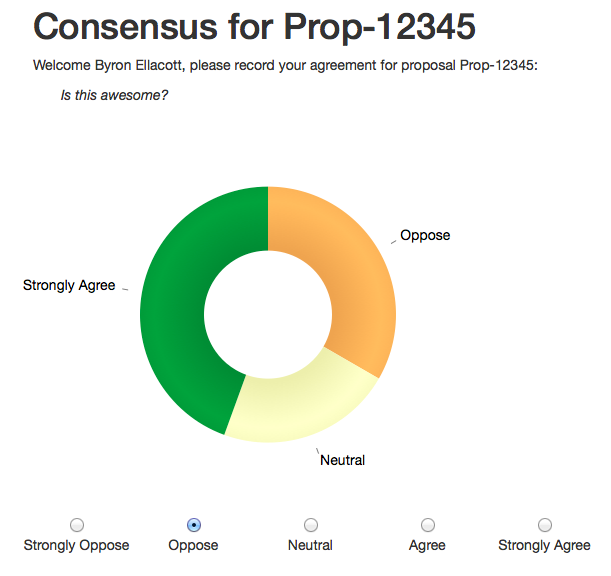 Consensus for Prop-12345
Welcome Byron Ellacott, please record your agreement for proposal Prop-12345:
Is this awesome?
Oppose
Strongly Agree
Neutral
Strongly Oppose
Oppose
Neutral
Agree
Strongly Agree